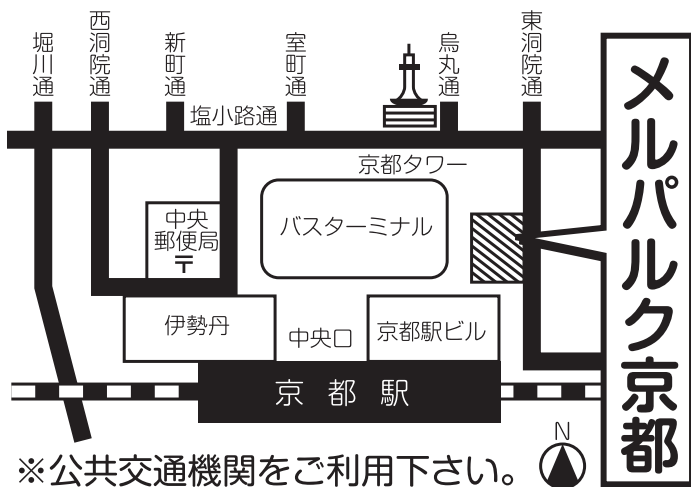 堀川通
西洞院通
新町通
室町通
烏丸通
東洞院通
塩小路通
京都タワー
メルパルク京都
中央
郵便局
〒
バスターミナル
伊勢丹
中央口
京都駅ビル
京都駅
N
※公共交通機関をご利用下さい。